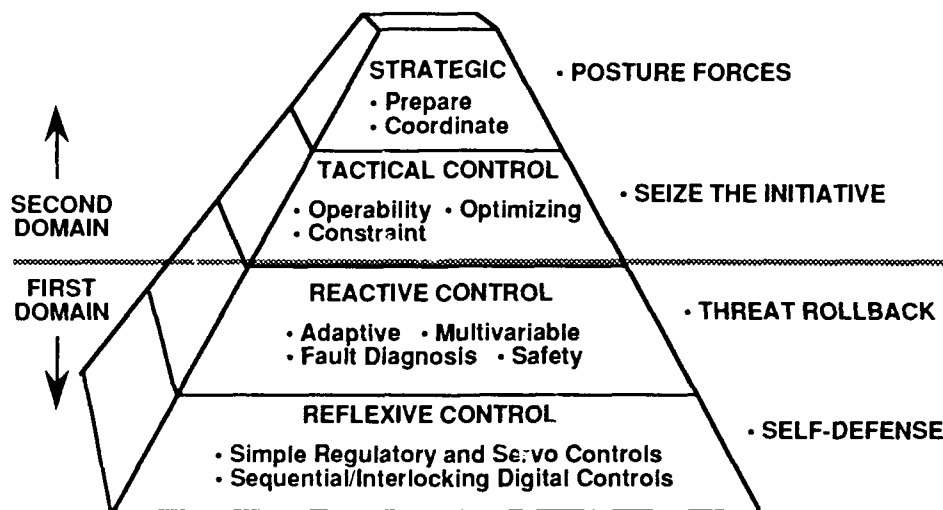 STRATEGIC
• Prepare
• Coordinate
• POSTURE FORCES
TACTICAL CONTROL
• Operability • Optimizing
• Constraint
• SEIZE THE INITIATIVE
SECOND
DOMAIN
FIRST
DOMAIN
REACTIVE CONTROL
• Adaptive • Multivariable
• Fault Diagnosis • Safety
• THREAT ROLLBACK
REFLEXIVE CONTROL
• Simple Regulatory and Servo Controls
• Sequential/Interlocking Digital Controls
• SELF-DEFENSE